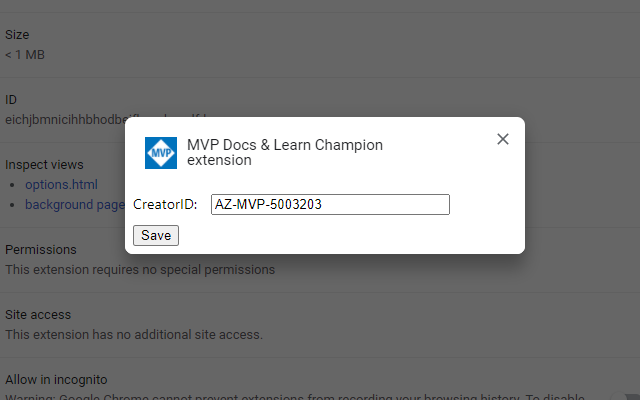 Size
< 1 MB
ID
MVP
MVP Docs & Learn Champion
extension
Inspect views
options.html
background page
CreatorID: AZ-MVP-5003203
Save
Permissions
This extension requires no special permissions
Site access
This extension has no additional site access.
Allow in incognito
Warning: Google Chrome cannot prevent extensions from recording your browsing history. To disable